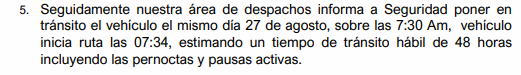 5. Seguidamente nuestra área de despachos informa a Seguridad poner en
tránsito el vehículo el mismo día 27 de agosto, sobre las 7:30 Am, vehículo
inicia ruta las 07:34, estimando un tiempo de tránsito hábil de 48 horas
incluyendo las pernoctas y pausas activas.